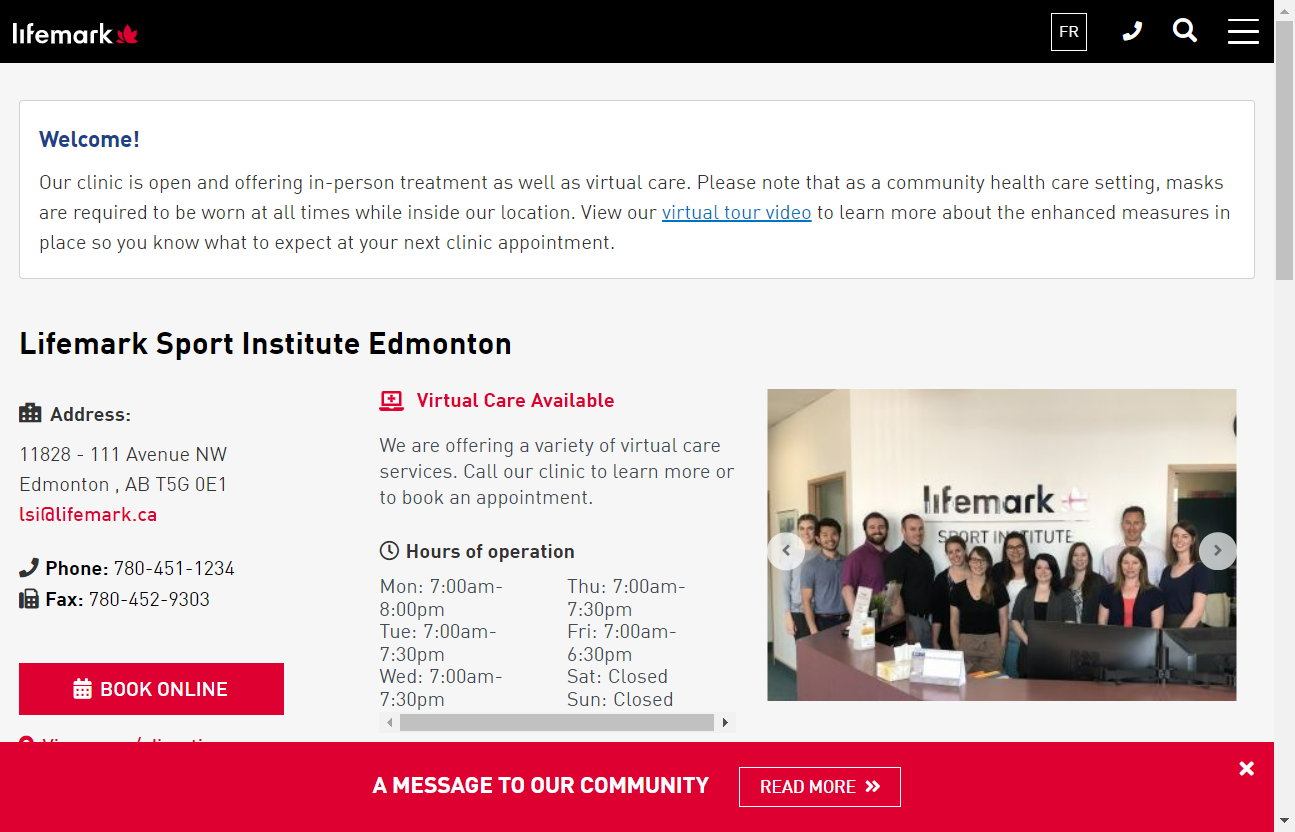 lifemark
FR
Welcome!
Our clinic is open and offering in-person treatment as well as virtual care. Please note that as a community health care setting, masks
are required to be worn at all times while inside our location. View our virtual tour video to learn more about the enhanced measures in
place so you know what to expect at your next clinic appointment.
Lifemark Sport Institute Edmonton
Address:
11828 - 111 Avenue NW
Edmonton , AB T5G 0E1
lsi@lifemark.ca
Phone: 780-451-1234
Fax: 780-452-9303
BOOK ONLINE
Virtual Care Available
We are offering a variety of virtual care
services. Call our clinic to learn more or
to book an appointment.
Hours of operation
Mon: 7:00am-
8:00pm
Tue: 7:00am-
7:30pm
Wed: 7:00am-
7:30pm
Thu: 7:00am-
7:30pm
Fri: 7:00am-
6:30pm
Sat: Closed
Sun: Closed
lifemark
SPORT INSTITUTE
A MESSAGE TO OUR COMMUNITY
READ MORE